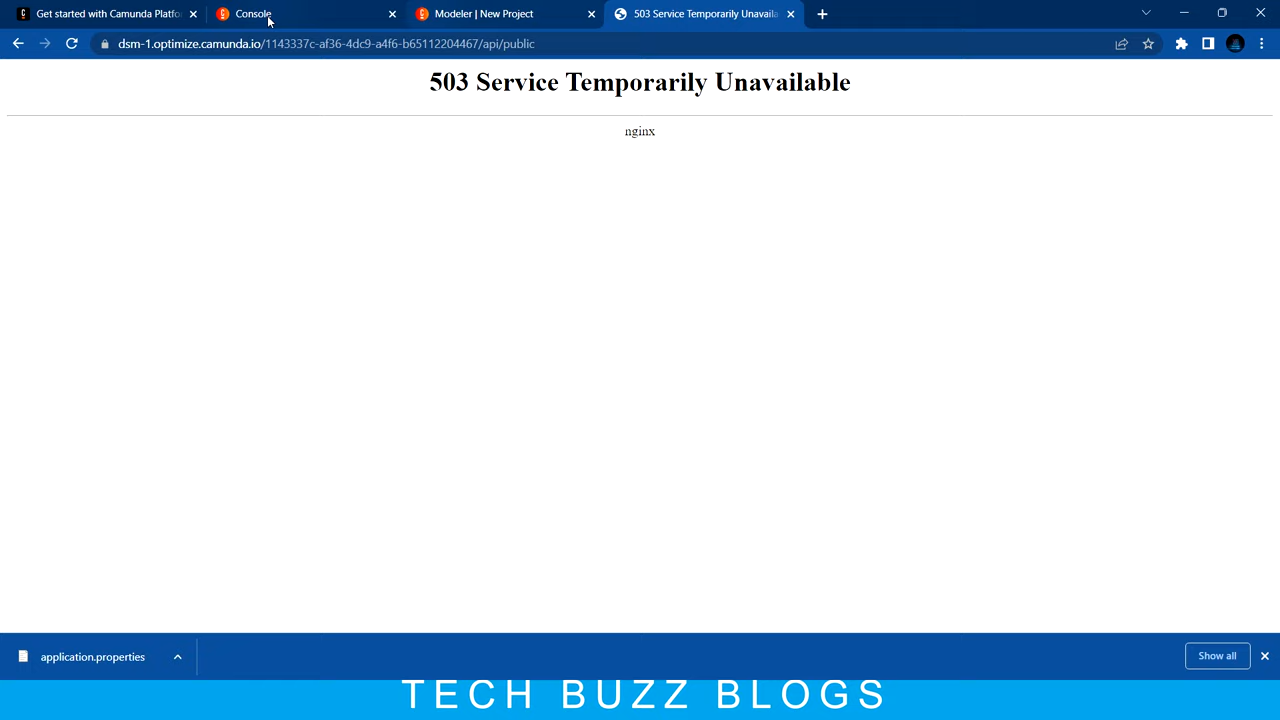 Get started with Camunda Platfo
Console
Modeler | New Project
503 Service Temporarily Unavaila
dsm-1.optimize.camunda.io/1143337c-af36-4dc9-a4f6-b65112204467/api/public
503 Service Temporarily Unavailable
nginx
application.properties
Show all
TECH BUZZ BLOGS